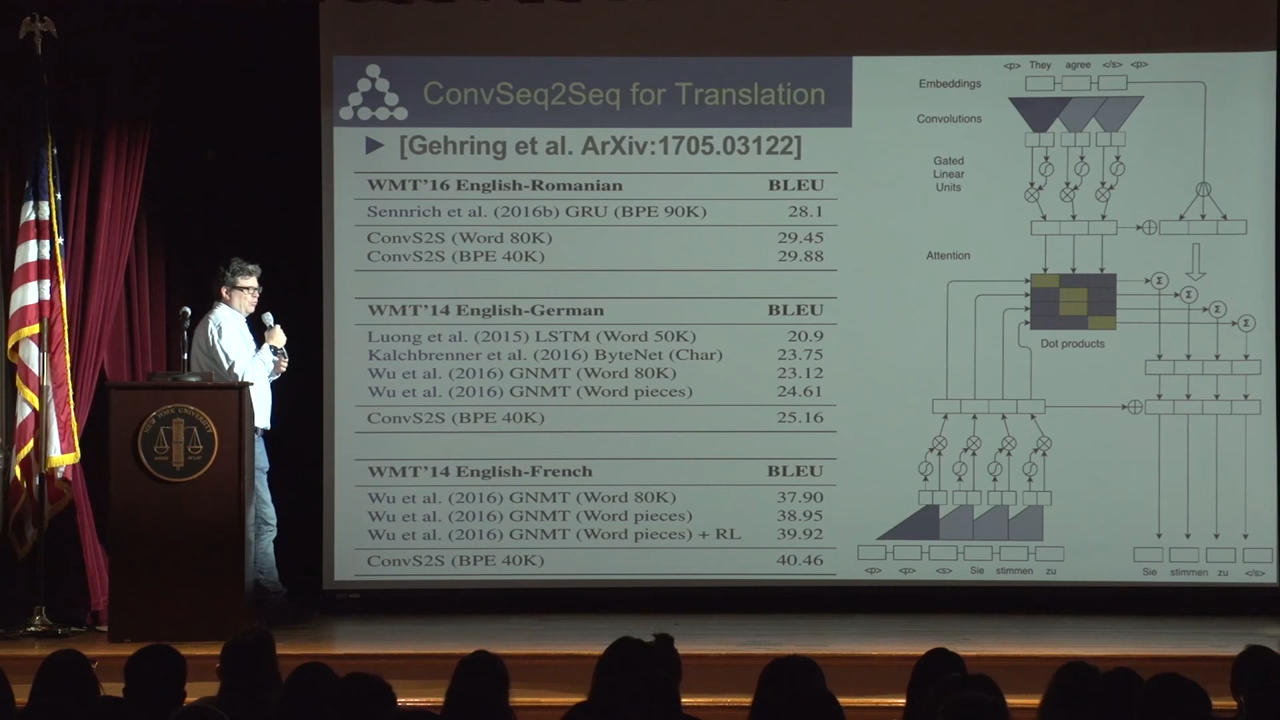 ConvSeq2Seq for Translation
[Gehring et al. ArXiv:1705.03122]
WMT'16 English-Romanian BLEU
Sennrich et al. (2016b) GRU (BPE 90K) 28.1
ConvS2S (Word 80K) 29.45
ConvS2S (BPE 40K) 29.88
WMT'14 English-German BLEU
Luong et al. (2015) LSTM (Word 50K) 20.9
Kalchbrenner et al. (2016) ByteNet (Char) 23.75
Wu et al. (2016) GNMT (Word 80K) 23.12
Wu et al. (2016) GNMT (Word pieces) 24.61
ConvS2S (BPE 40K) 25.16
WMT'14 English-French BLEU
Wu et al. (2016) GNMT (Word 80K) 37.90
Wu et al. (2016) GNMT (Word pieces) 38.95
Wu et al. (2016) GNMT (Word pieces) + RL 39.92
ConvS2S (BPE 40K) 40.46
<p> They agree </s> <p>
Embeddings
Convolutions
Gated
Linear
Units
Attention
Σ
Σ
Σ
Σ
Dot products
<p> <p> <s> Sie stimmen zu
Sie stimmen zu </s>
NEW YORK UNIVERSITY